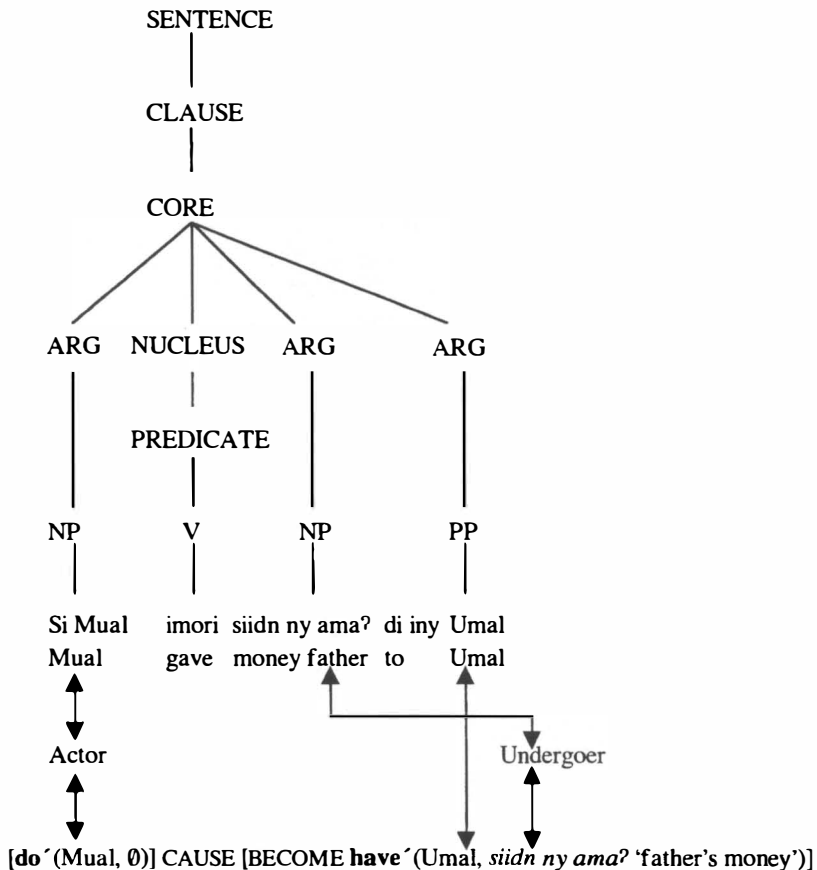 SENTENCE
CLAUSE
CORE
ARG NUCLEUS ARG ARG
PREDICATE
NP V NP PP
Si Mual imori siidn ny ama? di iny Umal
Mual gave money father to Umal
Actor Undergoer
[do´(Mual, Ø)] CAUSE [BECOME have´(Umal, siidn ny ama? ‘father's money’)]